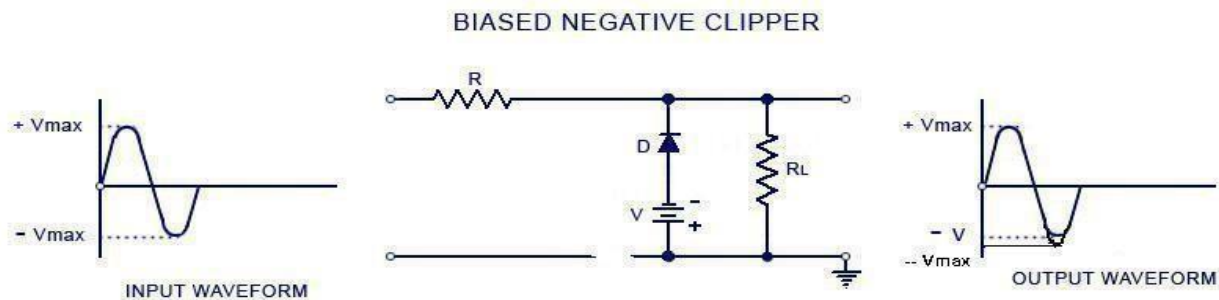 BIASED NEGATIVE CLIPPER
R
+ Vmax
- Vmax
INPUT WAVEFORM
D
V
-
+
RL
+ Vmax
- V
-- Vmax
OUTPUT WAVEFORM